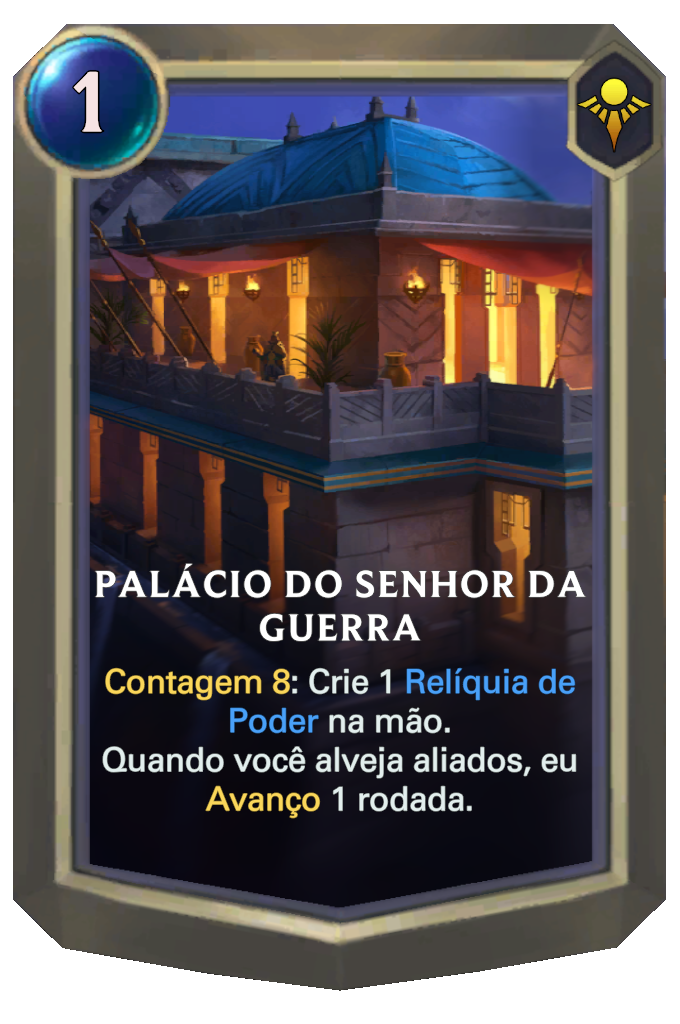 1
PALÁCIO DO SENHOR DA
GUERRA
Contagem 8: Crie 1 Relíquia de
Poder na mão.
Quando você alveja aliados, eu
Avanço 1 rodada.